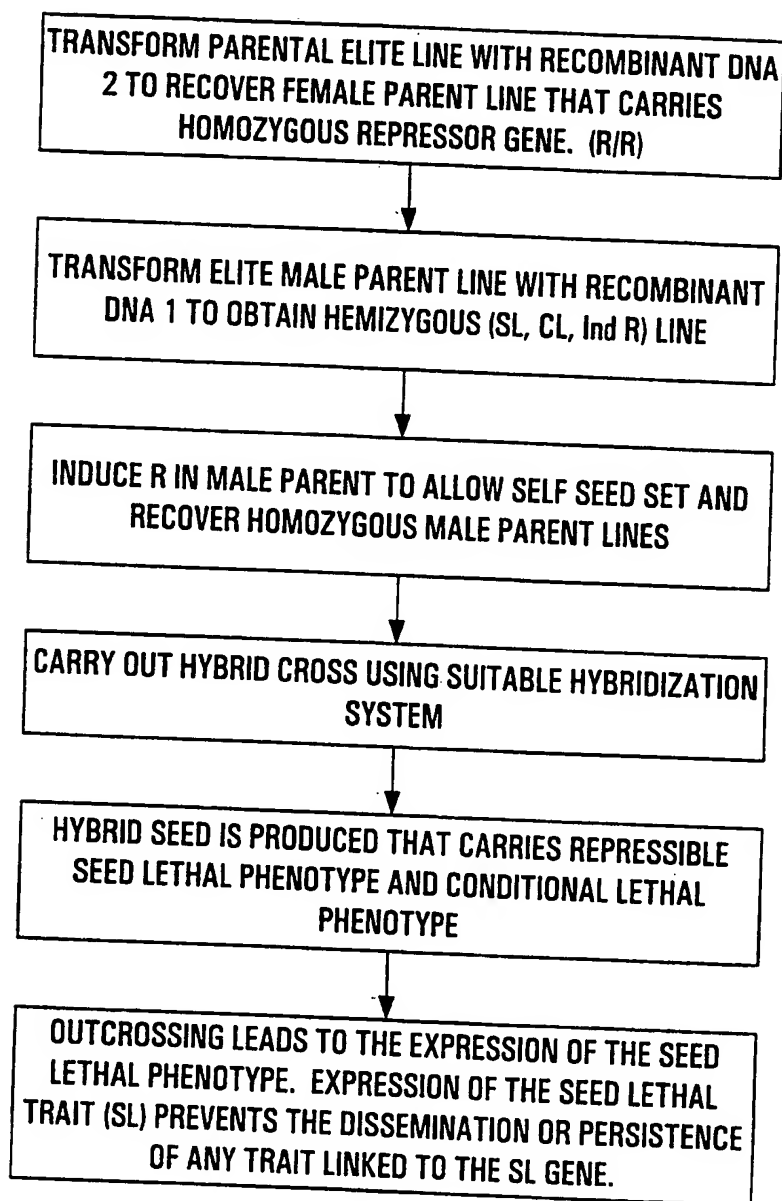 TRANSFORM PARENTAL ELITE LINE WITH RECOMBINANT DNA
2 TO RECOVER FEMALE PARENT LINE THAT CARRIES
HOMOZYGOUS REPRESSOR GENE. (R/R)
TRANSFORM ELITE MALE PARENT LINE WITH RECOMBINANT
DNA 1 TO OBTAIN HEMIZYGOUS (SL, CL, Ind R) LINE
INDUCE R IN MALE PARENT TO ALLOW SELF SEED SET AND
RECOVER HOMOZYGOUS MALE PARENT LINES
CARRY OUT HYBRID CROSS USING SUITABLE HYBRIDIZATION
SYSTEM
HYBRID SEED IS PRODUCED THAT CARRIES REPRESSIBLE
SEED LETHAL PHENOTYPE AND CONDITIONAL LETHAL
PHENOTYPE
OUTCROSSING LEADS TO THE EXPRESSION OF THE SEED
LETHAL PHENOTYPE. EXPRESSION OF THE SEED LETHAL
TRAIT (SL) PREVENTS THE DISSEMINATION OR PERSISTENCE
OF ANY TRAIT LINKED TO THE SL GENE.